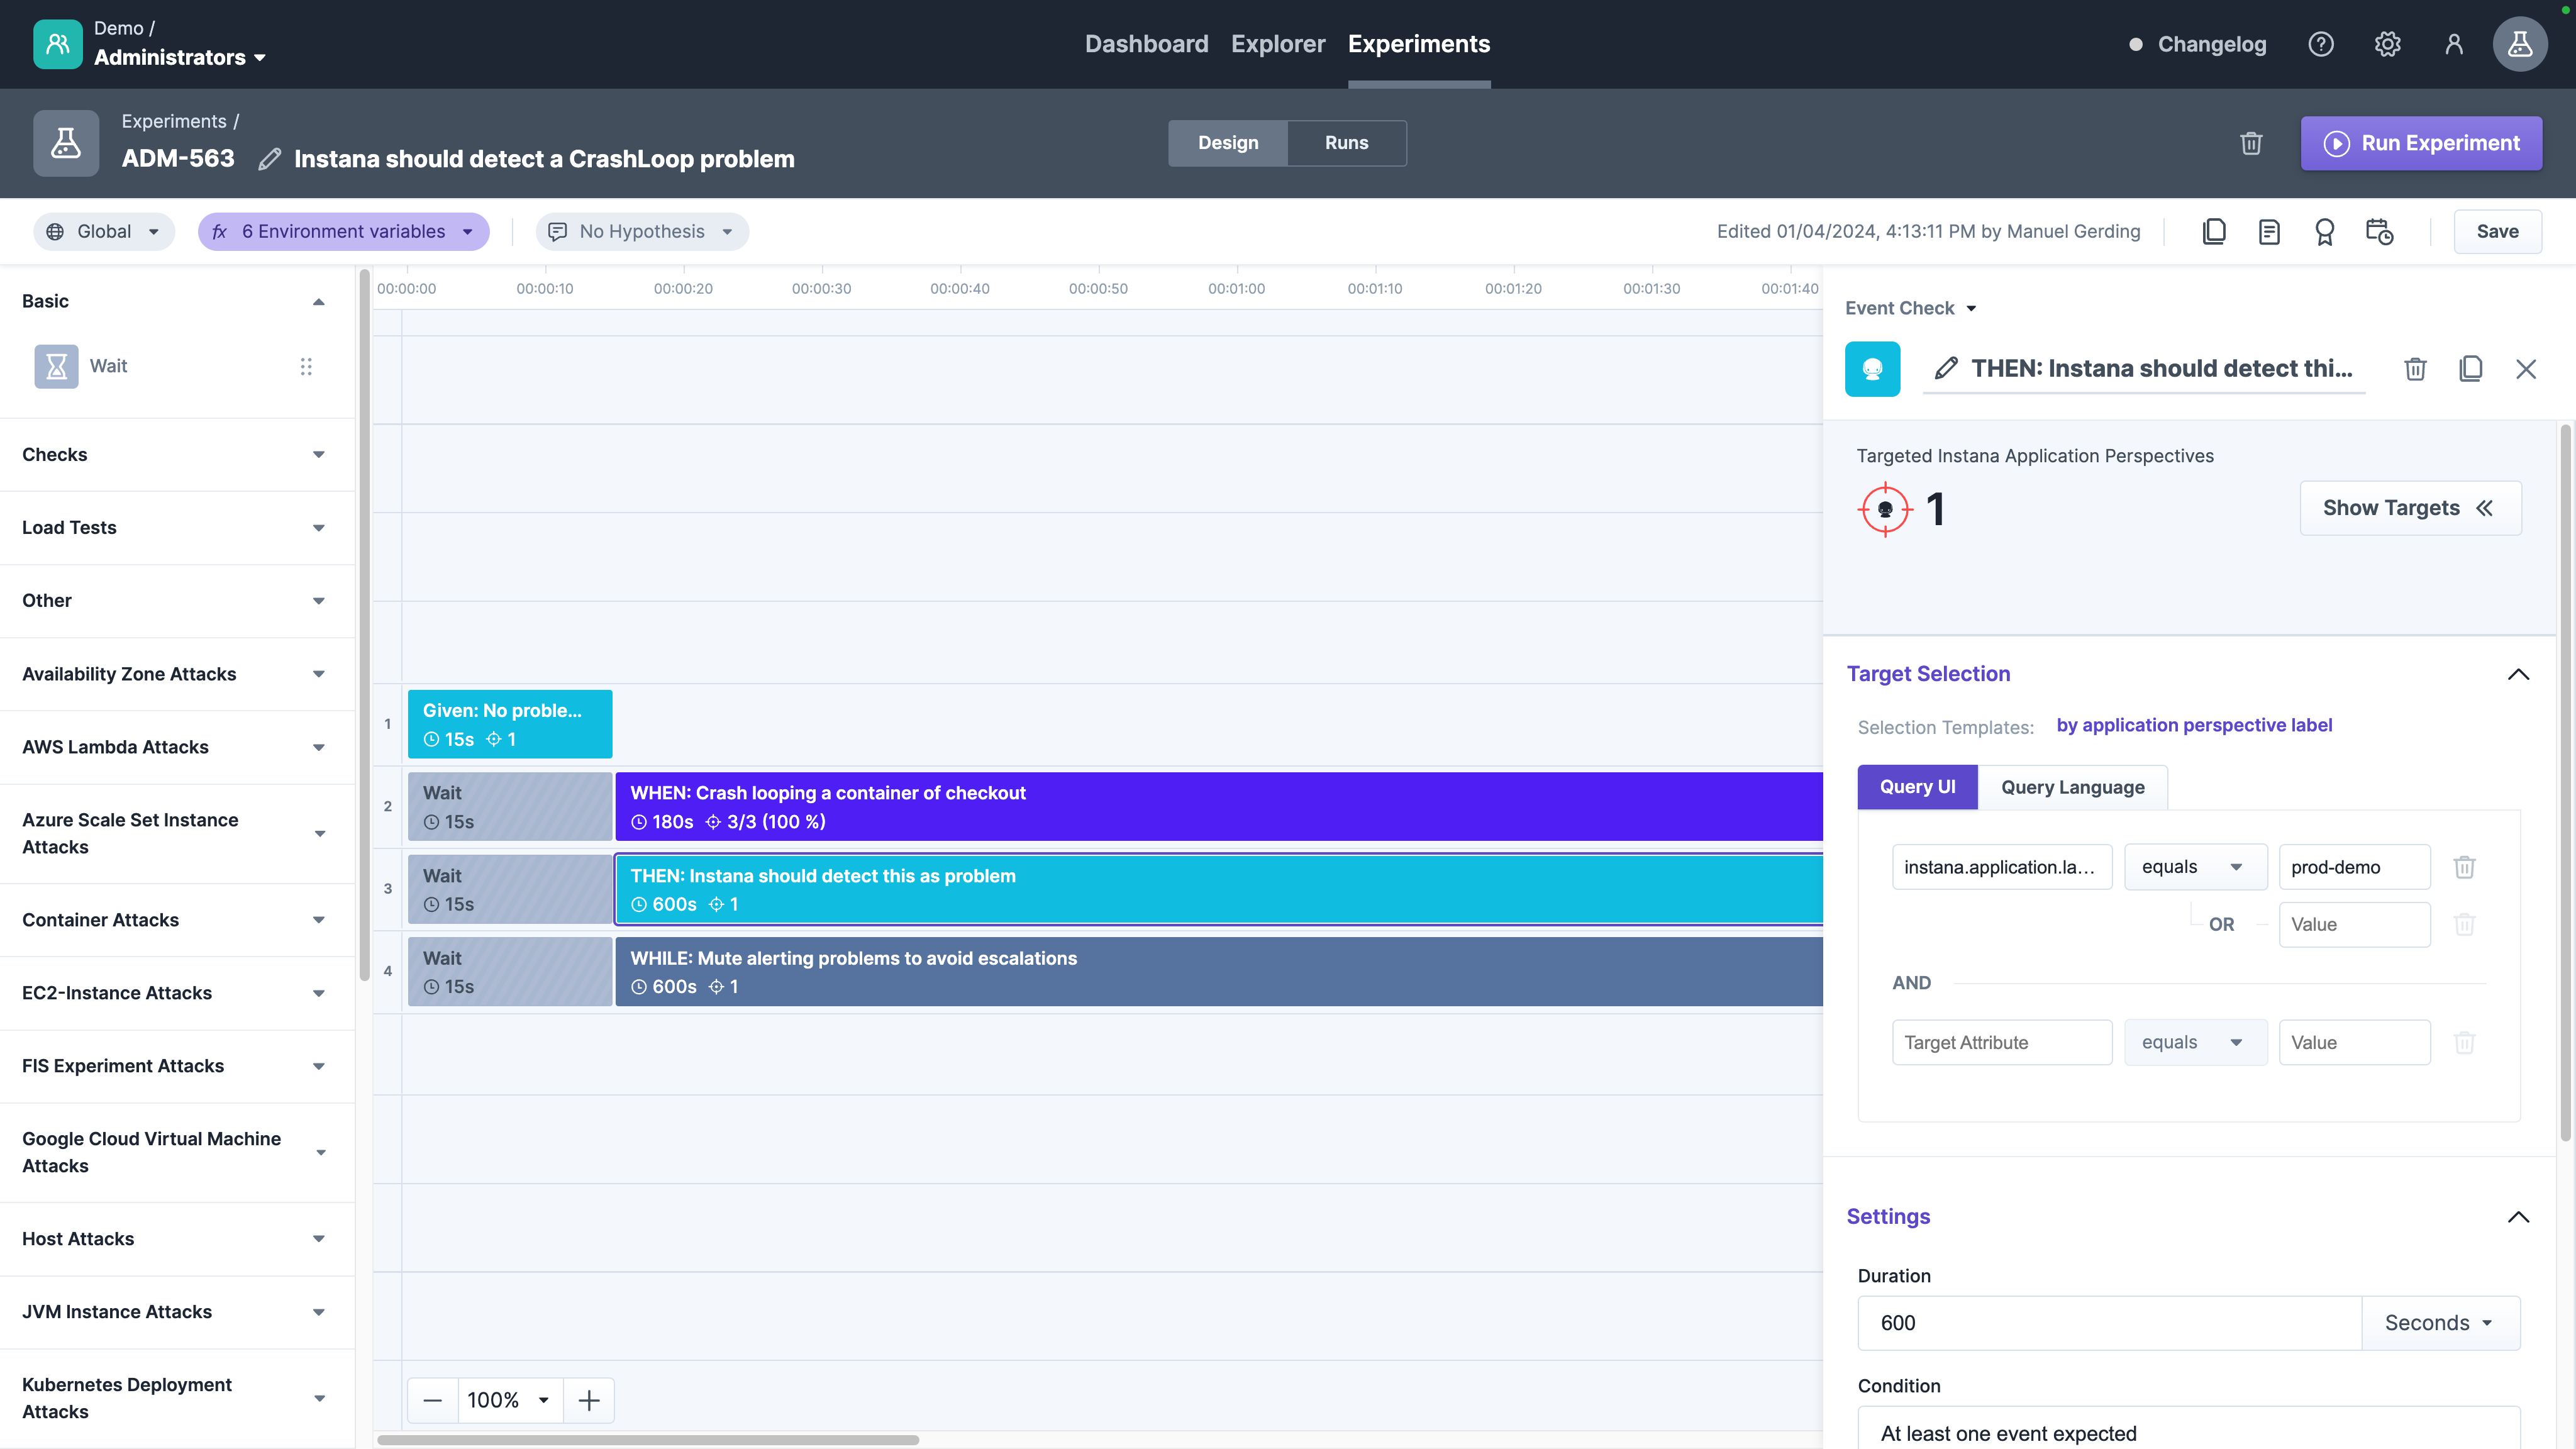 Demo /
Administrators
Dashboard
Explorer
Experiments
Changelog
Experiments /
ADM-563
Instana should detect a CrashLoop problem
Design
Runs
Run Experiment
Global
fx 6 Environment variables
No Hypothesis
Edited 01/04/2024, 4:13:11 PM by Manuel Gerding
Save
Basic
Wait
Checks
Load Tests
Other
Availability Zone Attacks
AWS Lambda Attacks
Azure Scale Set Instance
Attacks
Container Attacks
EC2-Instance Attacks
FIS Experiment Attacks
Google Cloud Virtual Machine
Attacks
Host Attacks
JVM Instance Attacks
Kubernetes Deployment
Attacks
00:00:00
00:00:10
00:00:20
00:00:30
00:00:40
00:00:50
00:01:00
00:01:10
00:01:20
00:01:30
00:01:40
1
Given: No proble...
15s 1
2
Wait
15s
WHEN: Crash looping a container of checkout
180s 3/3 (100 %)
3
Wait
15s
THEN: Instana should detect this as problem
600s 1
4
Wait
15s
WHILE: Mute alerting problems to avoid escalations
600s 1
100%
Event Check
THEN: Instana should detect thi...
Targeted Instana Application Perspectives
1
Show Targets
Target Selection
Selection Templates: by application perspective label
Query UI
Query Language
instana.application.la... equals prod-demo
OR Value
AND
Target Attribute equals Value
Settings
Duration
600 Seconds
Condition
At least one event expected